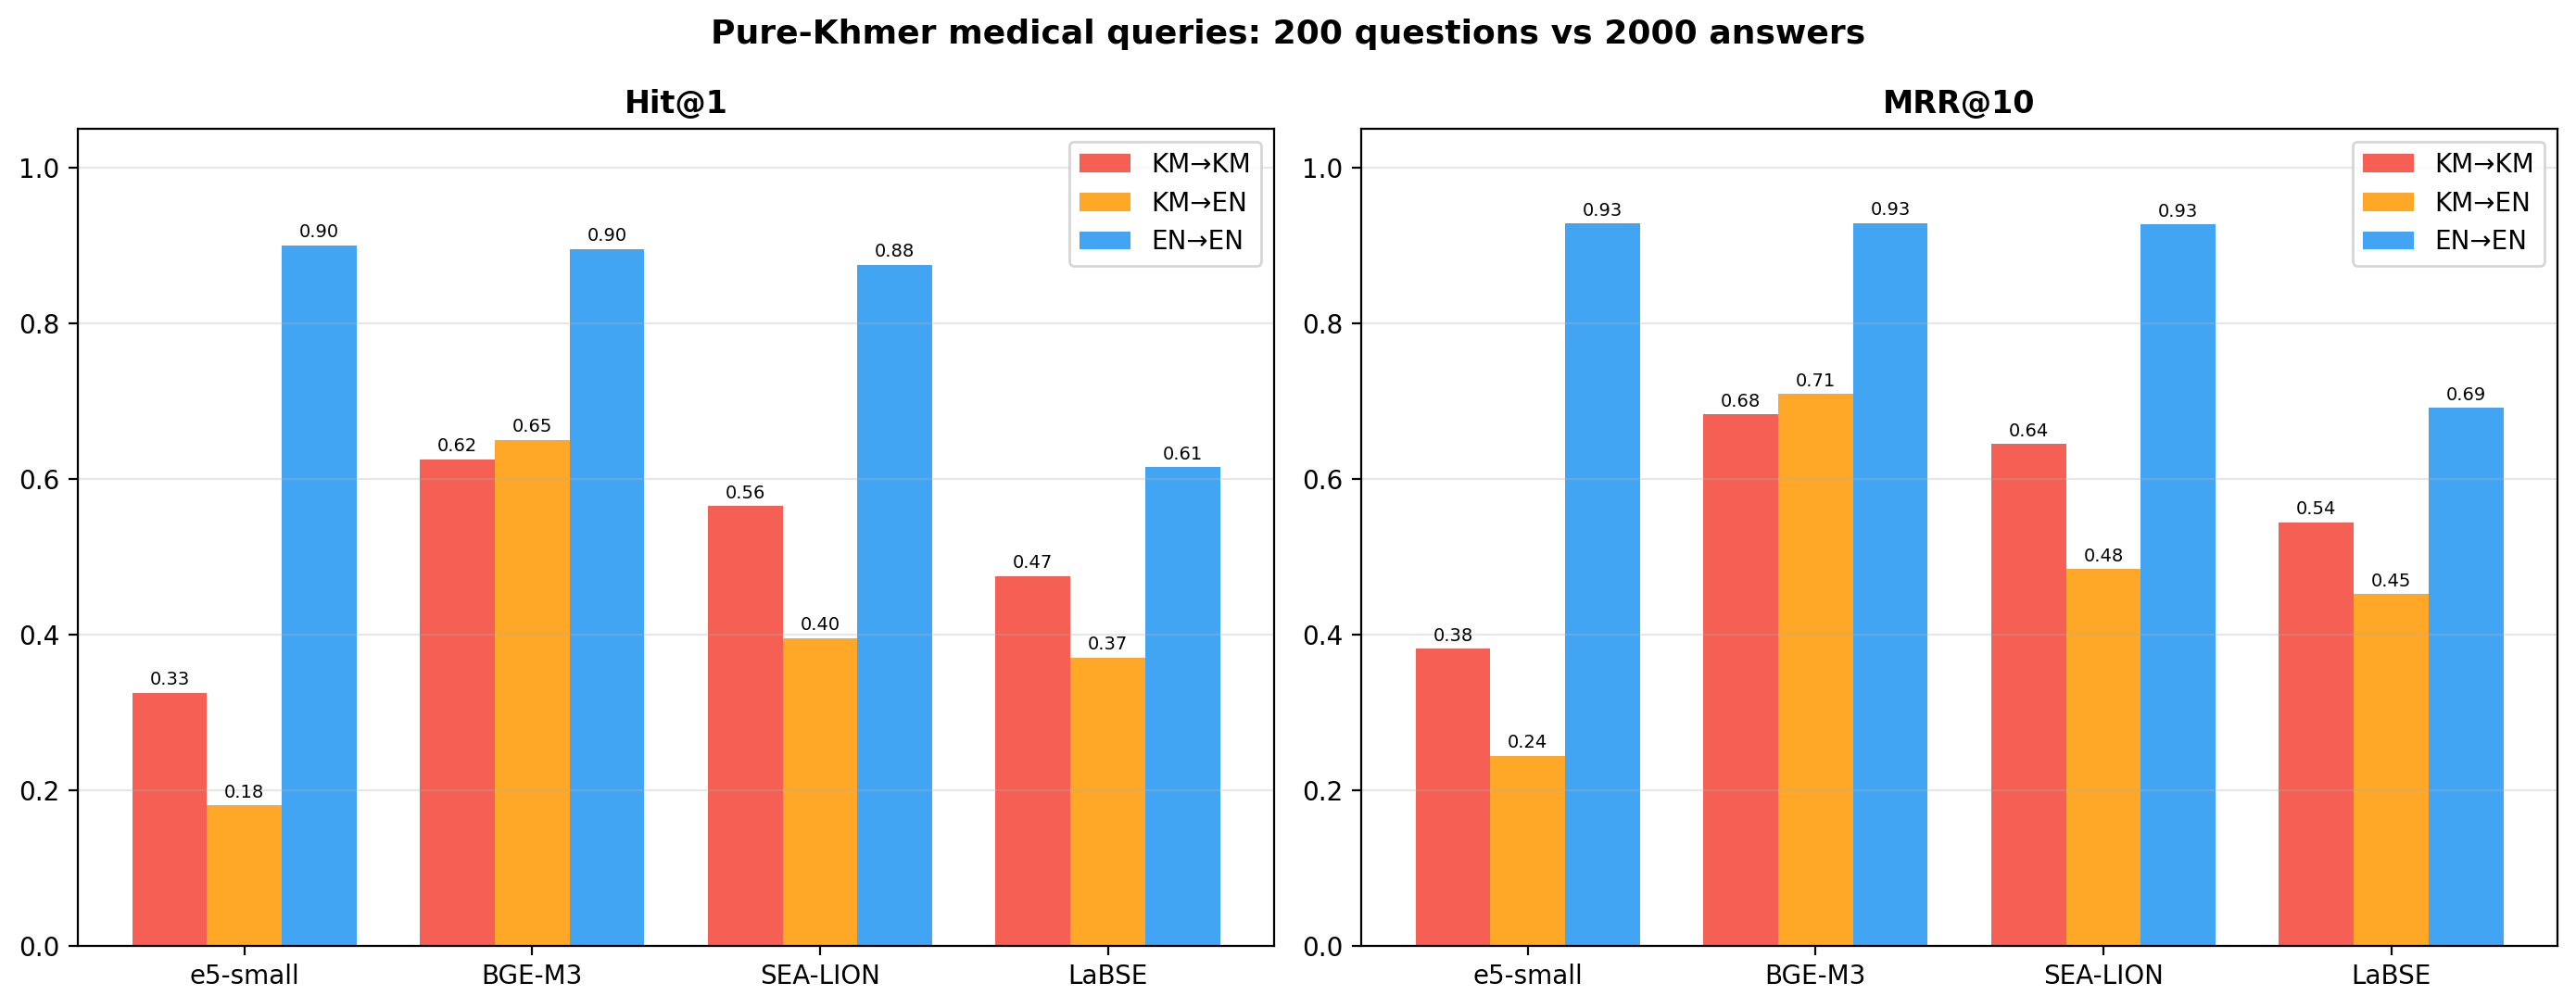 Pure-Khmer medical queries: 200 questions vs 2000 answers
Hit@1
1.0
0.8
0.6
0.4
0.2
0.0
KM→KM
KM→EN
EN→EN
0.33
0.18
0.90
0.62
0.65
0.90
0.56
0.40
0.88
0.47
0.37
0.61
e5-small
BGE-M3
SEA-LION
LaBSE
MRR@10
1.0
0.8
0.6
0.4
0.2
0.0
KM→KM
KM→EN
EN→EN
0.38
0.24
0.93
0.68
0.71
0.93
0.64
0.48
0.93
0.54
0.45
0.69
e5-small
BGE-M3
SEA-LION
LaBSE